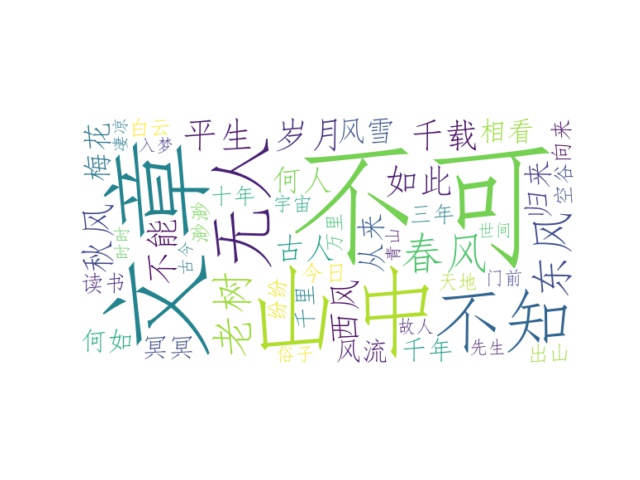 不可
文章
山中
无人
不知
春风
东风
老树
西风
秋风
梅花
平生
岁月
风雪
千载
相看
归来
空谷
向来
白云
凄凉
入梦
何人
如此
十年
宇宙
万里
三年
从来
青山
世间
不能
渺渺
古今
时时
古人
今日
读书
纷纷
千里
天地
门前
何如
冥冥
俗子
风流
故人
千年
先生
出山